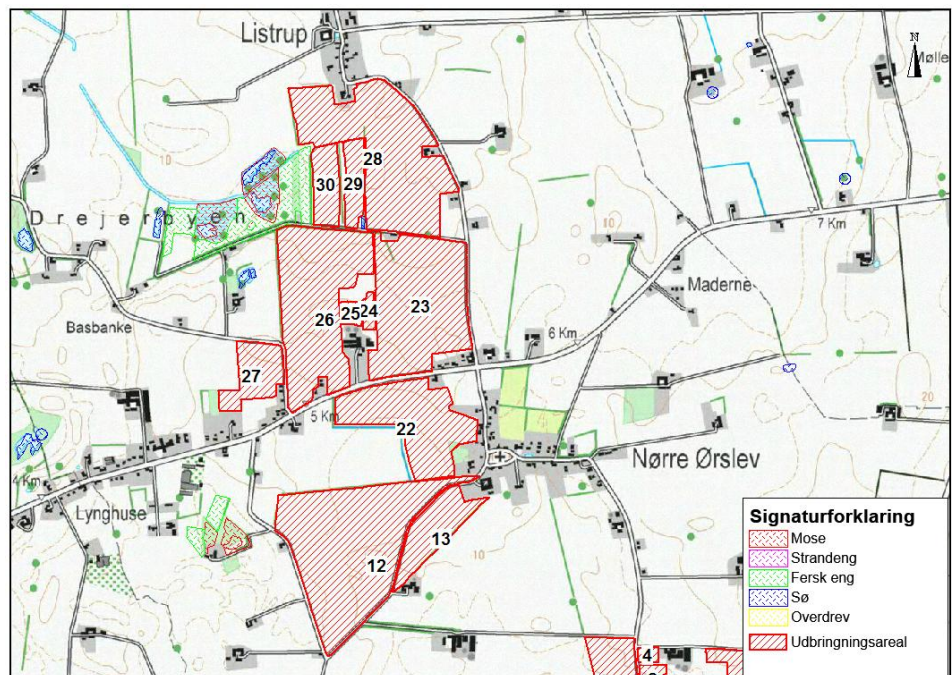 Listrup
N
Mølle
10
28
30
29
Drejerbyen
10
7 Km
Maderne
23
25
24
26
Basbanke
6 Km
27
20
5 Km
22
Nørre Ørslev
4 Km
Lynghuse
13
10
12
4
Signaturforklaring
Mose
Strandeng
Fersk eng
Sø
Overdrev
Udbringningsareal